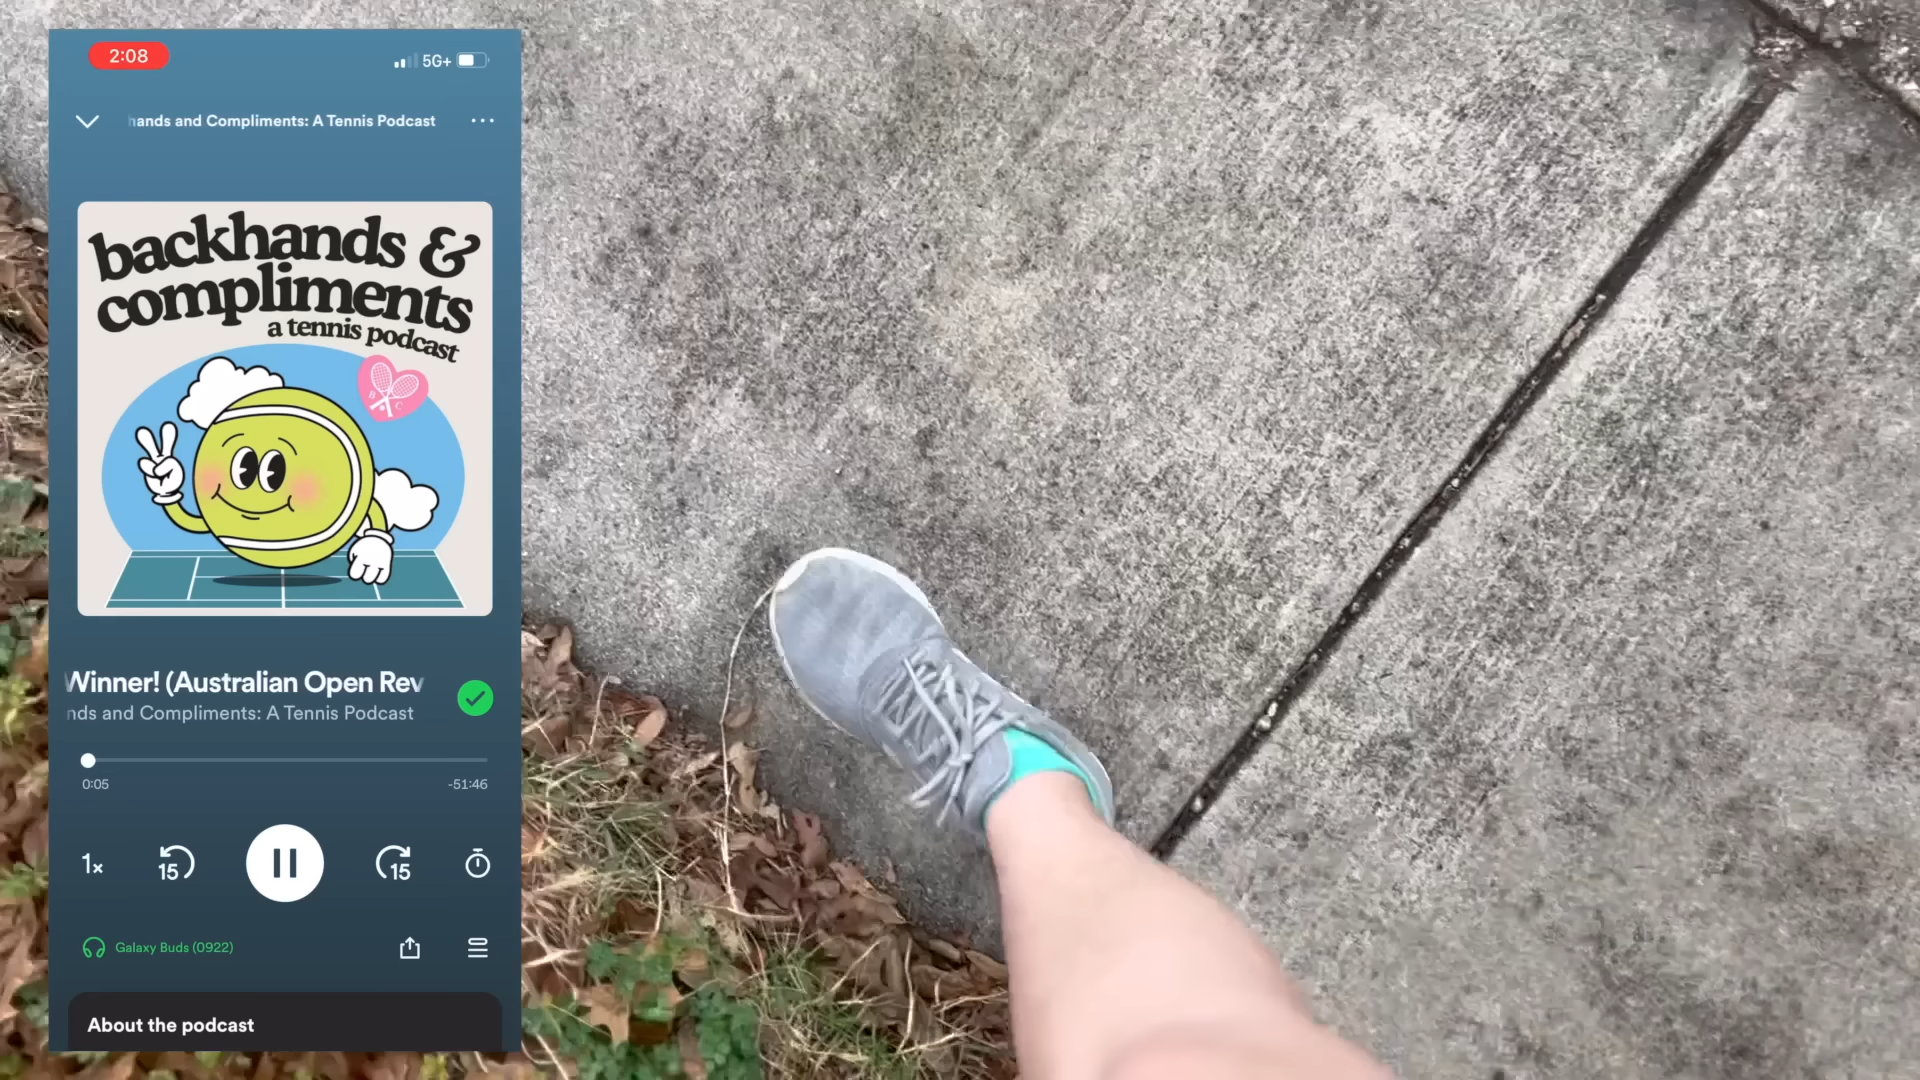 2:08
5G+
hands and Compliments: A Tennis Podcast
backhands &
compliments
a tennis podcast
B C
Winner! (Australian Open Rev
nds and Compliments: A Tennis Podcast
0:05
-51:46
1x
15
15
Galaxy Buds (0922)
About the podcast